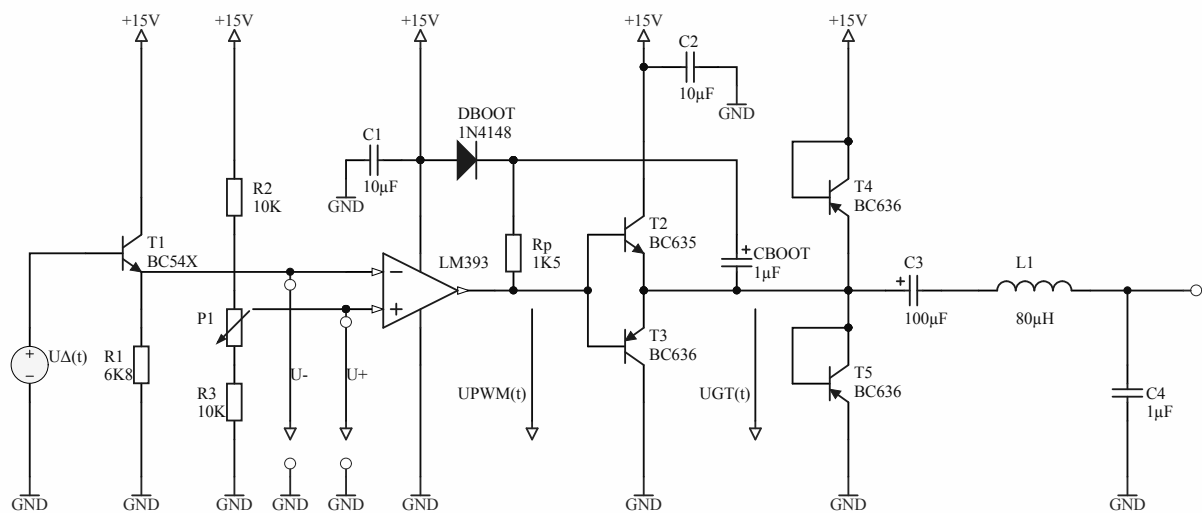 +15V
+15V
+15V
+15V
+15V
C2
10µF
GND
DBOOT
1N4148
C1
10µF
GND
R2
10K
T4
BC636
T1
BC54X
T2
BC635
Rp
1K5
LM393
+
CBOOT
1µF
−
+
P1
+
C3
100µF
L1
80µH
T3
BC636
+
−
UΔ(t)
R1
6K8
R3
10K
U-
U+
UPWM(t)
UGT(t)
T5
BC636
C4
1µF
GND
GND
GND
GND
GND
GND
GND
GND
GND